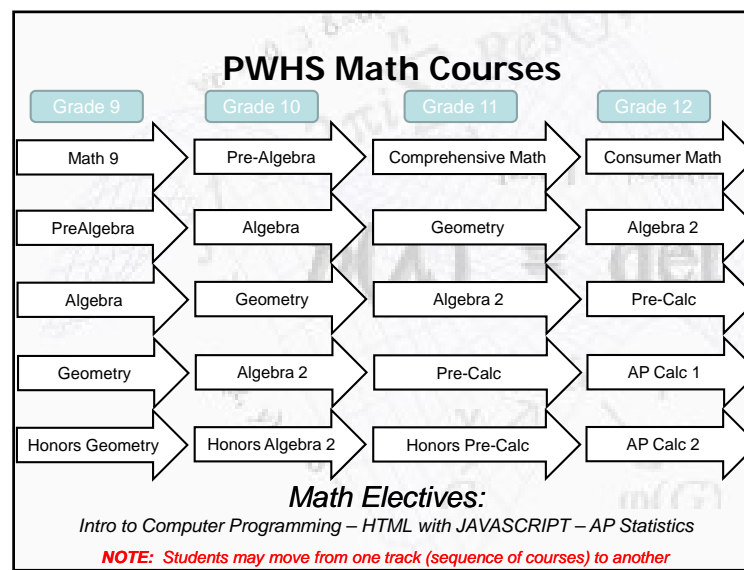 PWHS Math Courses
Grade 9 Grade 10 Grade 11 Grade 12
Math 9 Pre-Algebra Comprehensive Math Consumer Math
PreAlgebra Algebra Geometry Algebra 2
Algebra Geometry Algebra 2 Pre-Calc
Geometry Algebra 2 Pre-Calc AP Calc 1
Honors Geometry Honors Algebra 2 Honors Pre-Calc AP Calc 2
Math Electives:
Intro to Computer Programming – HTML with JAVASCRIPT – AP Statistics
NOTE: Students may move from one track (sequence of courses) to another